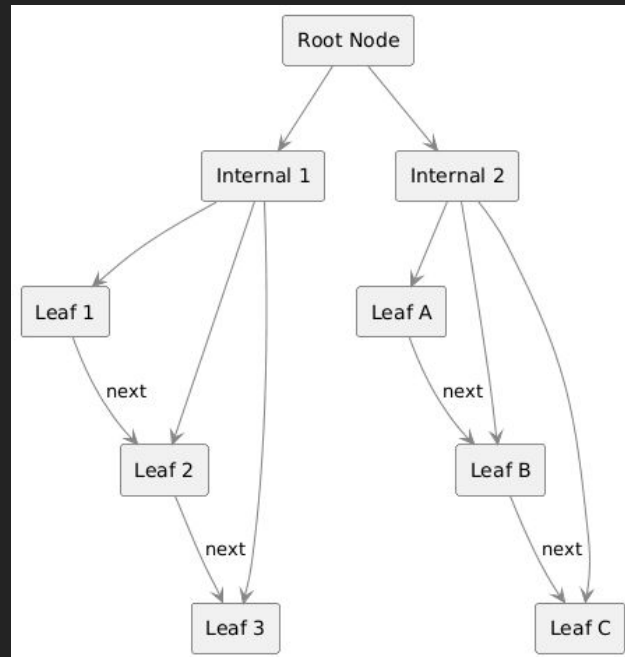 Root Node
Internal 1
Internal 2
Leaf 1
Leaf A
next
next
Leaf 2
Leaf B
next
next
Leaf 3
Leaf C